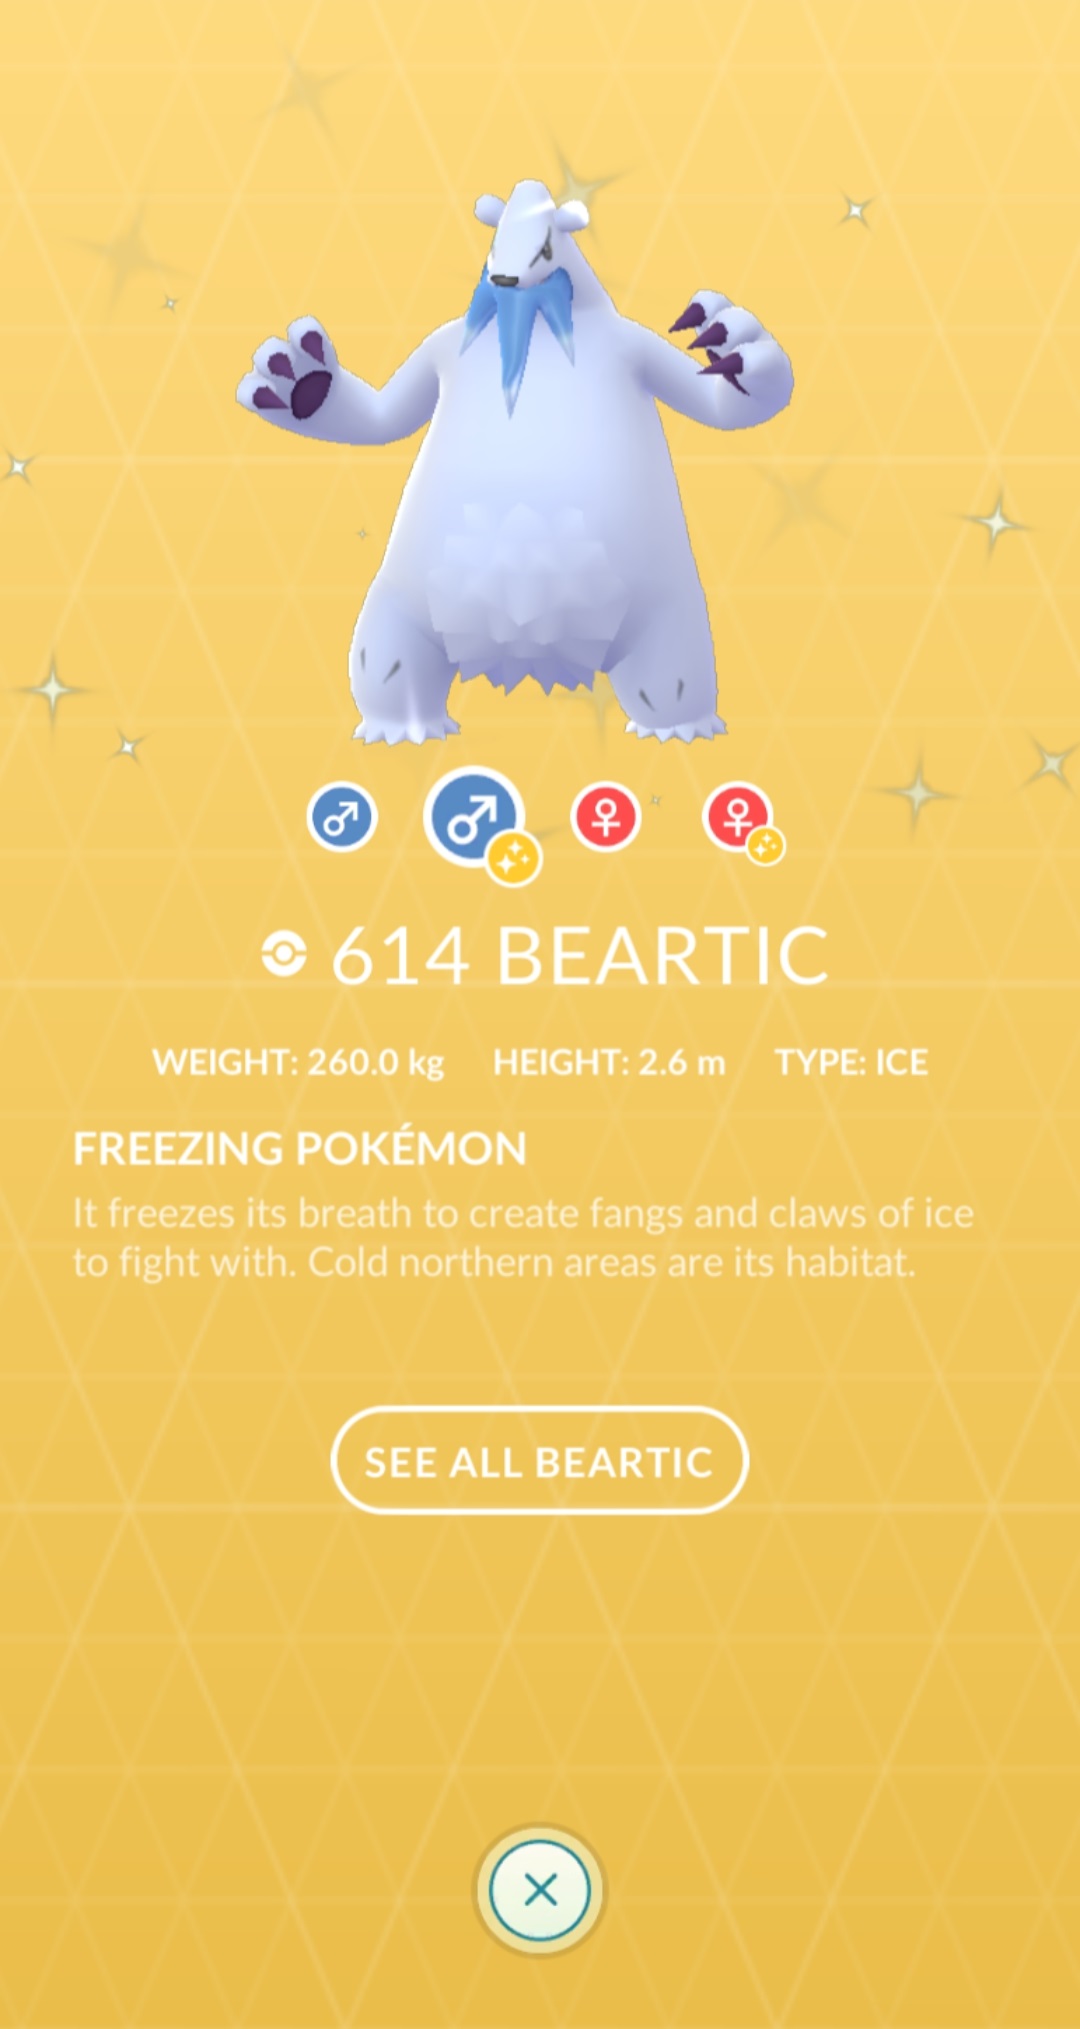 614 BEARTIC
WEIGHT: 260.0 kg HEIGHT: 2.6 m TYPE: ICE
FREEZING POKÉMON
It freezes its breath to create fangs and claws of ice
to fight with. Cold northern areas are its habitat.
SEE ALL BEARTIC